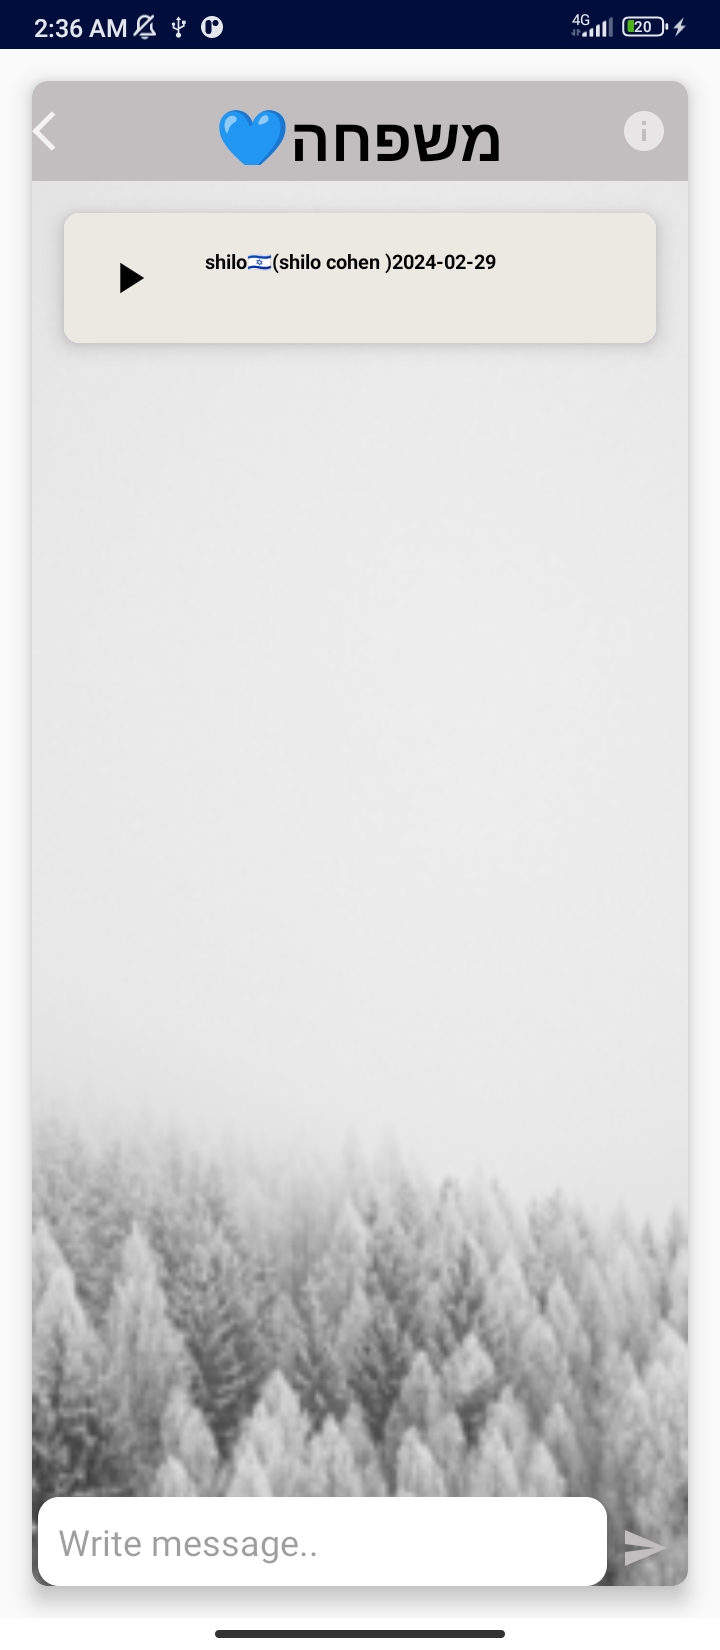 2:36 AM
4G
20
משפחה💙
shilo🇮🇱(shilo cohen )2024-02-29
Write message..